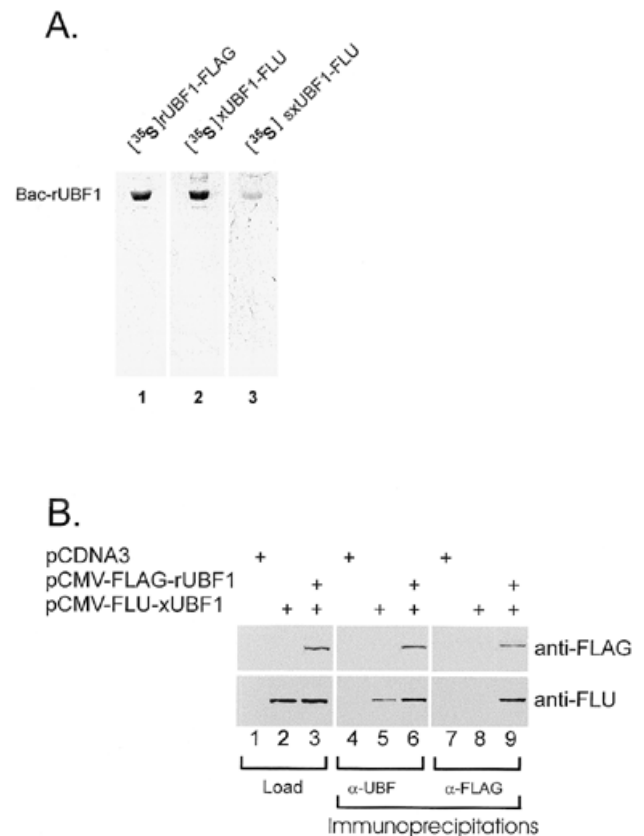 A.
[³⁵S]rUBF1-FLAG
[³⁵S]xUBF1-FLU
[³⁵S] sxUBF1-FLU
Bac-rUBF1
1 2 3
B.
pCDNA3 + + +
pCMV-FLAG-rUBF1 + + +
pCMV-FLU-xUBF1 + + + + + +
anti-FLAG
anti-FLU
1 2 3 4 5 6 7 8 9
Load α-UBF α-FLAG
Immunoprecipitations